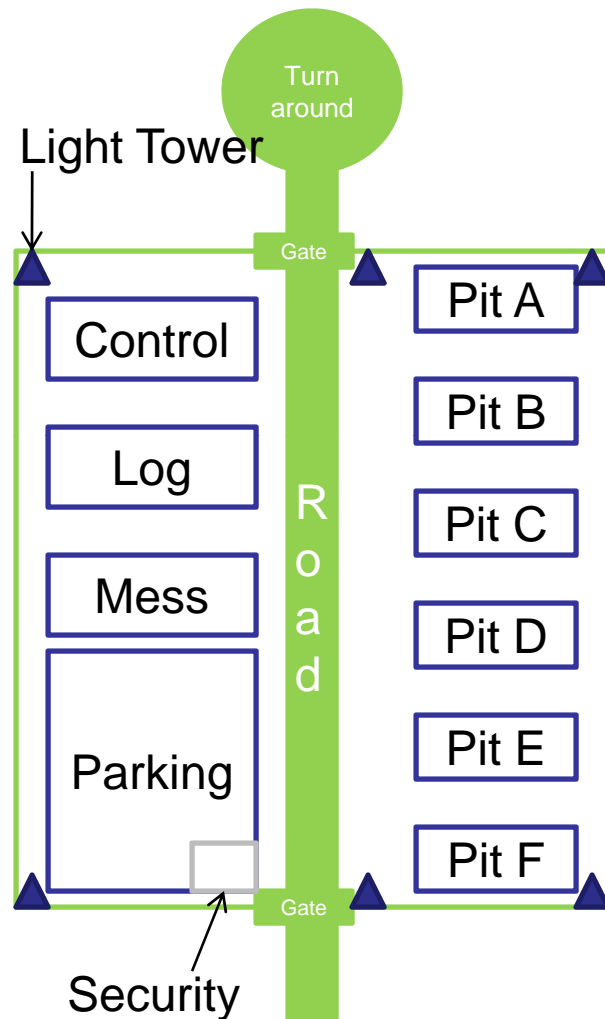 Turn
around
Light Tower
Gate
Control
Log
Mess
Parking
Security
R
o
a
d
Pit A
Pit B
Pit C
Pit D
Pit E
Pit F
Gate